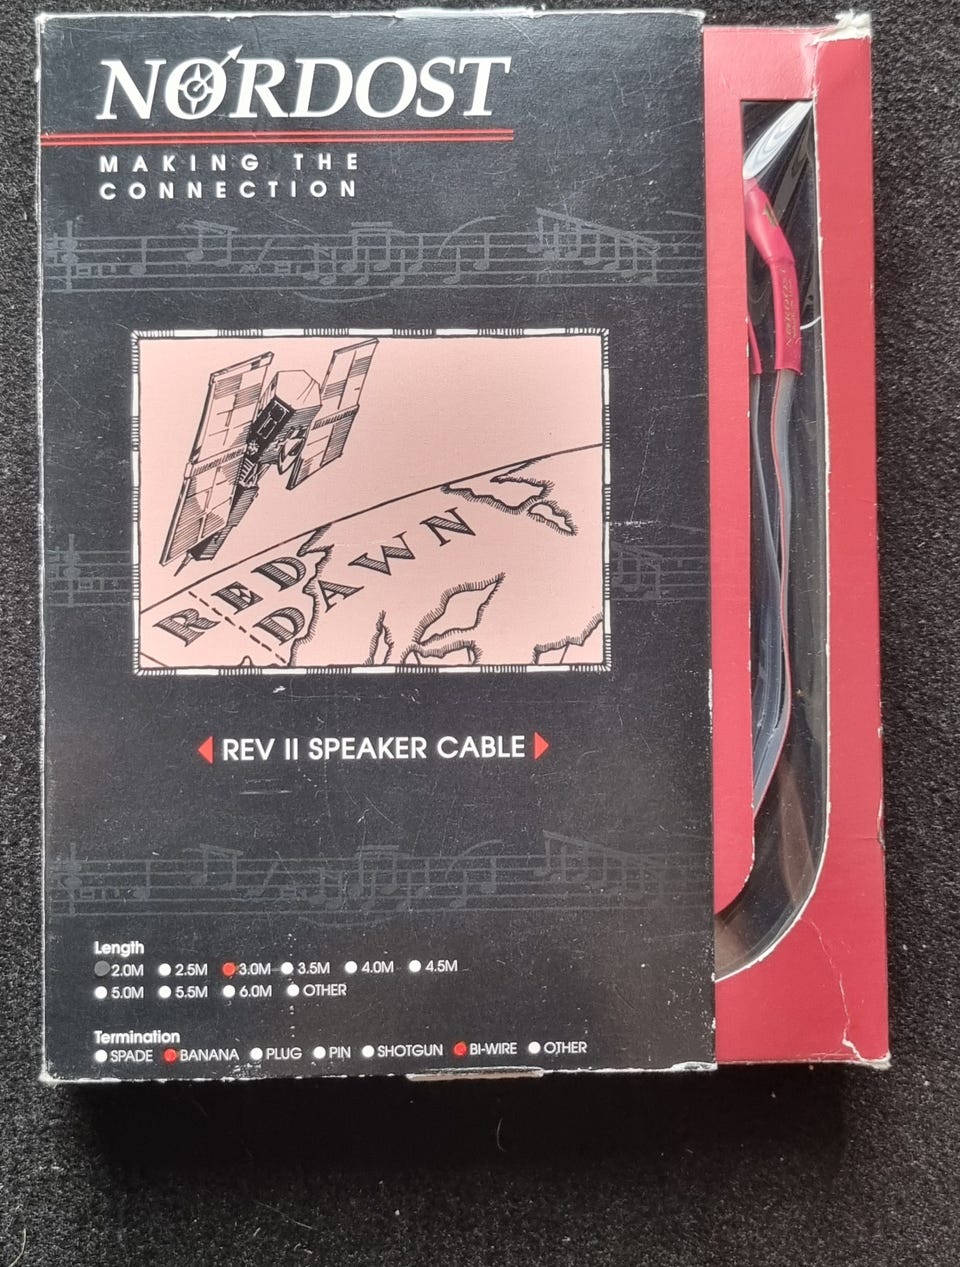 NORDOST
MAKING THE
CONNECTION
NORDOST
RED
DAWN
REV II SPEAKER CABLE
Length
2.0M 2.5M 3.0M 3.5M 4.0M 4.5M
5.0M 5.5M 6.0M OTHER
Termination
SPADE BANANA PLUG PIN SHOTGUN BI-WIRE OTHER